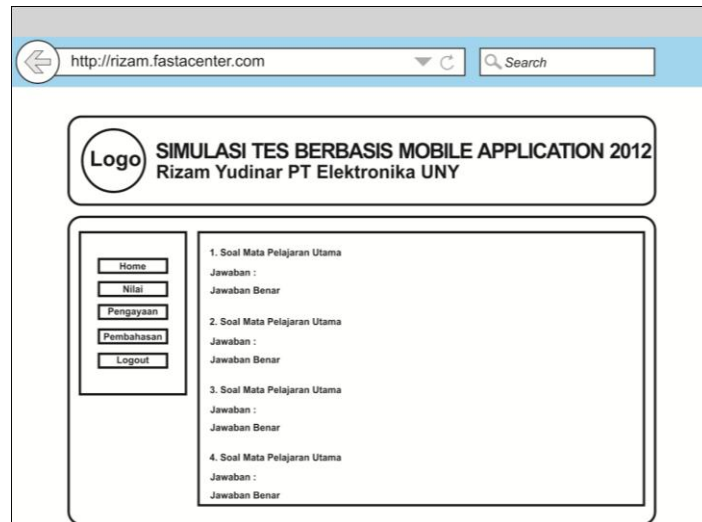 http://rizam.fastacenter.com
Search
Logo
SIMULASI TES BERBASIS MOBILE APPLICATION 2012
Rizam Yudinar PT Elektronika UNY
Home
Nilai
Pengayaan
Pembahasan
Logout
1. Soal Mata Pelajaran Utama
Jawaban :
Jawaban Benar
2. Soal Mata Pelajaran Utama
Jawaban :
Jawaban Benar
3. Soal Mata Pelajaran Utama
Jawaban :
Jawaban Benar
4. Soal Mata Pelajaran Utama
Jawaban :
Jawaban Benar